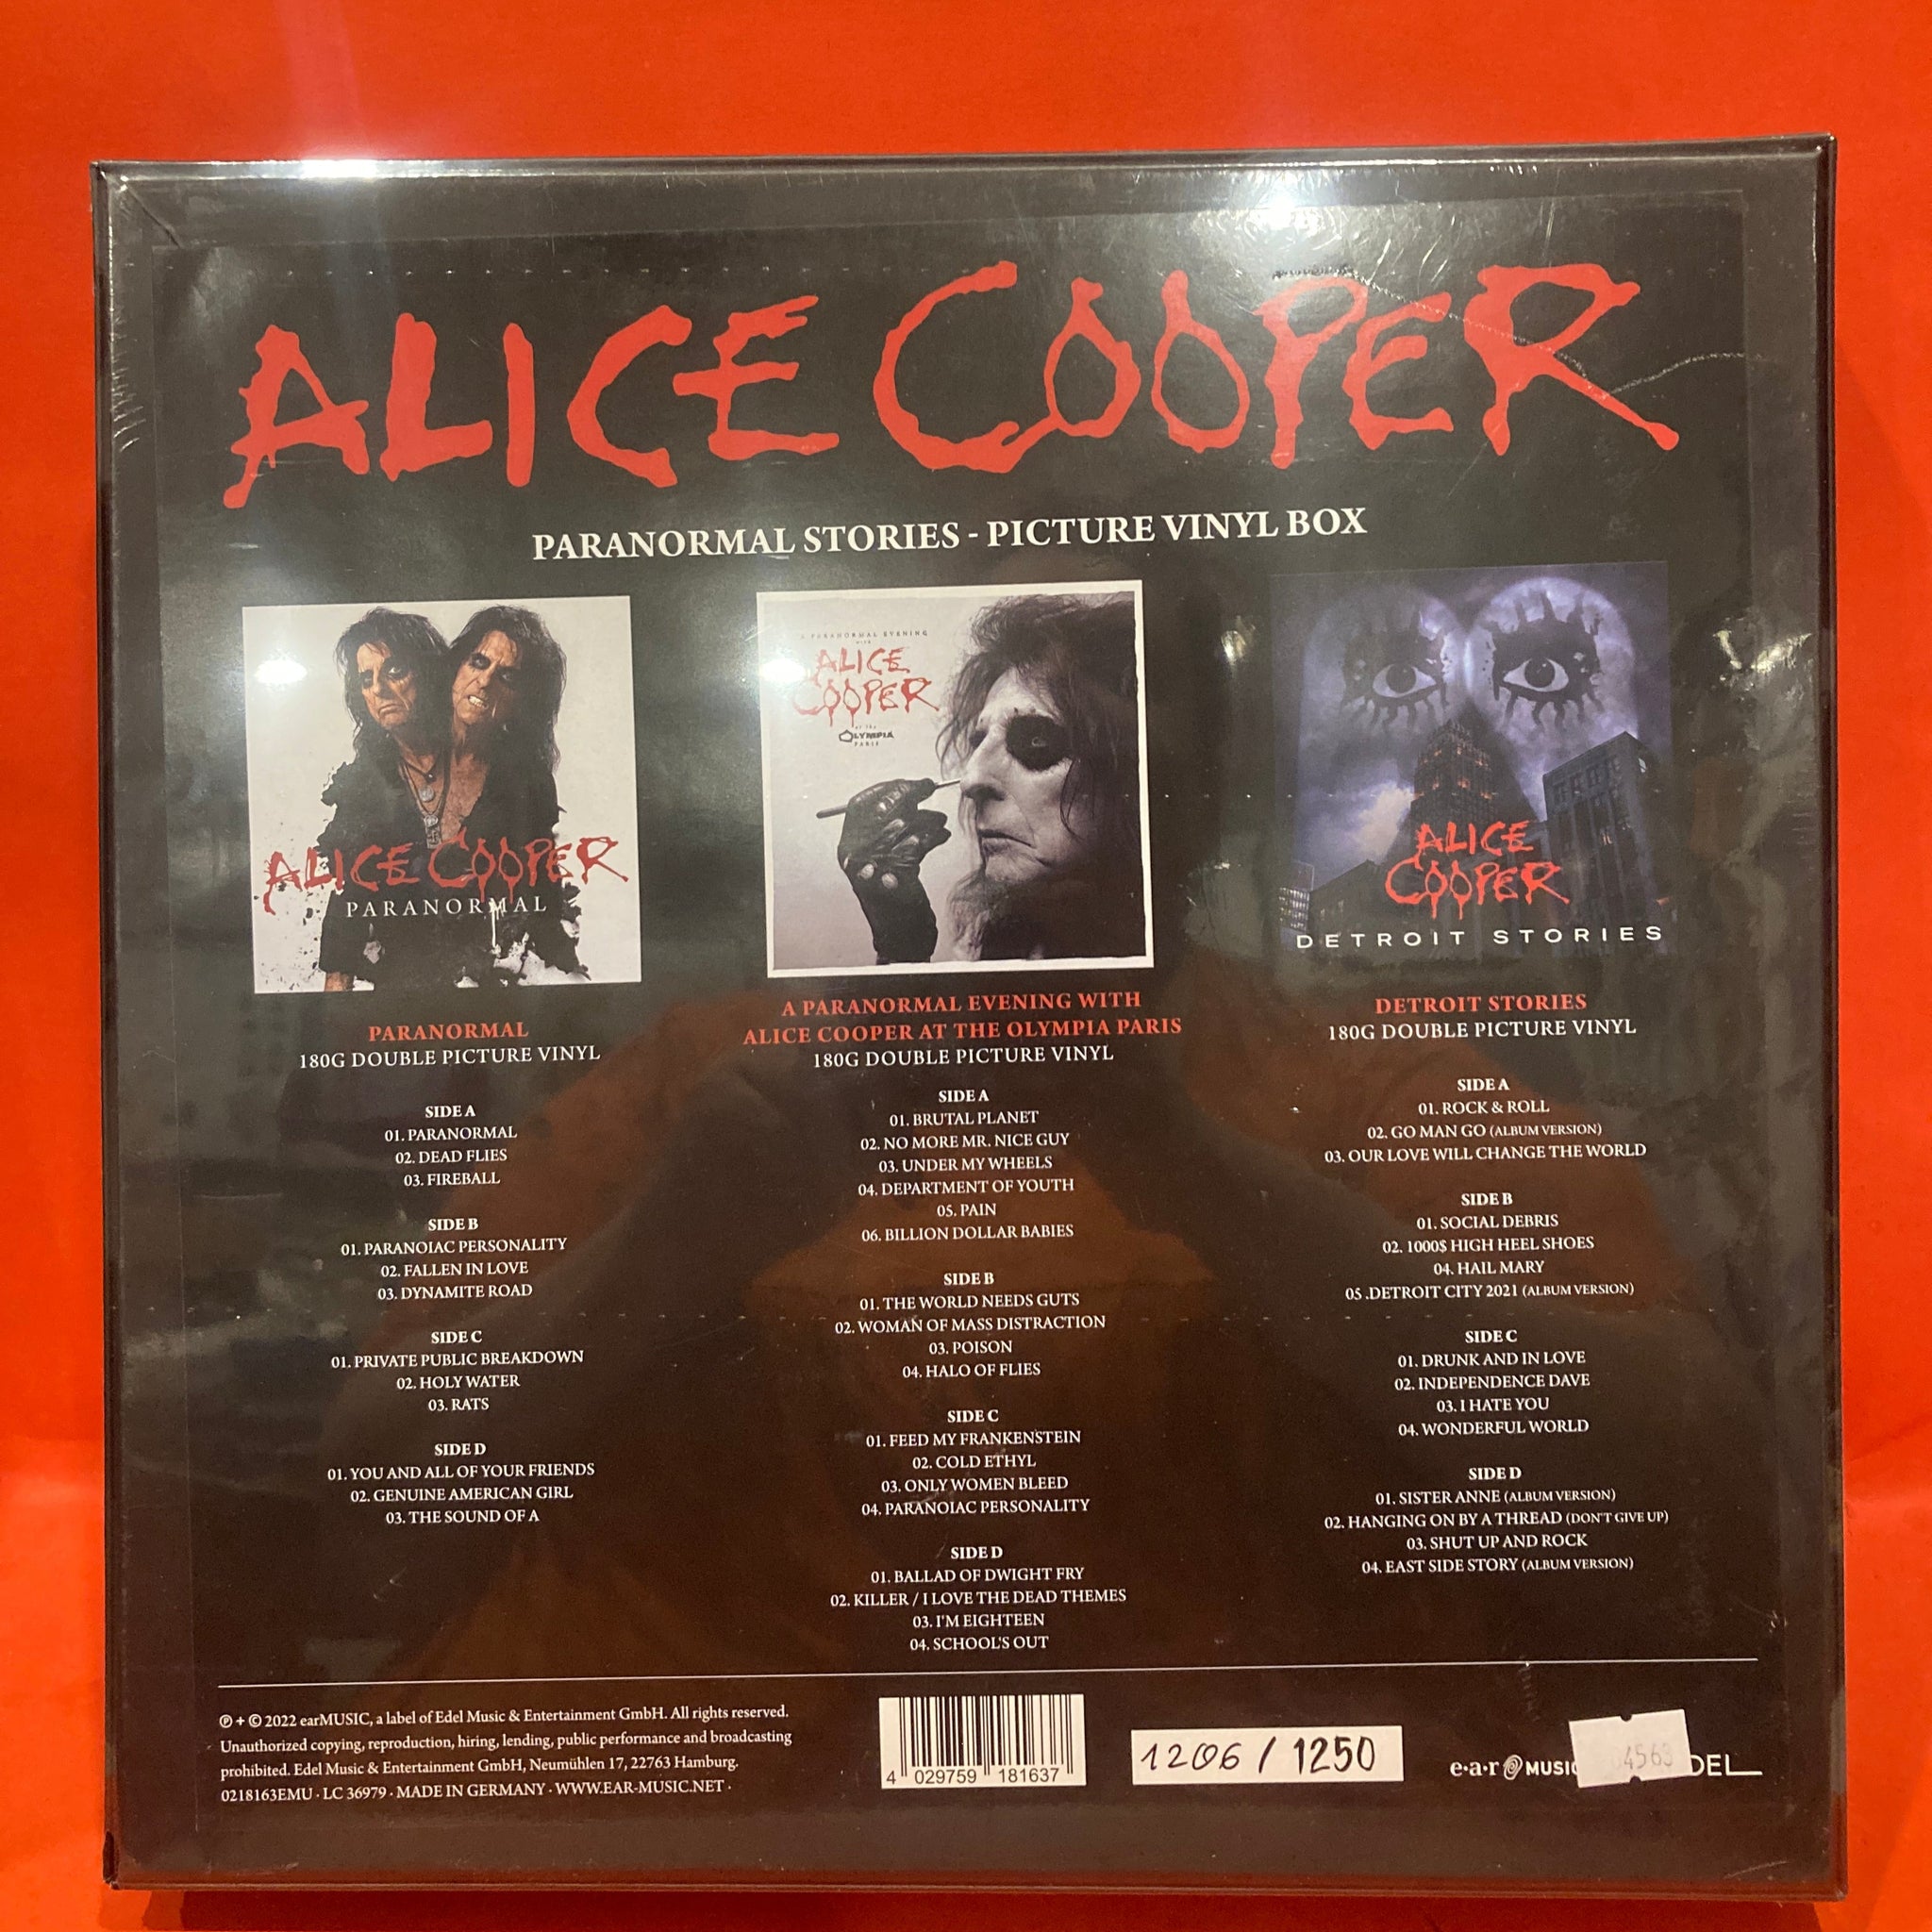 ALICE COOPER
PARANORMAL STORIES - PICTURE VINYL BOX
ALICE COOPER
PARANORMAL
PARANORMAL
180G DOUBLE PICTURE VINYL
SIDE A
01. PARANORMAL
02. DEAD FLIES
03. FIREBALL
SIDE B
01. PARANOIAC PERSONALITY
02. FALLEN IN LOVE
03. DYNAMITE ROAD
SIDE C
01. PRIVATE PUBLIC BREAKDOWN
02. HOLY WATER
03. RATS
SIDE D
01. YOU AND ALL OF YOUR FRIENDS
02. GENUINE AMERICAN GIRL
03. THE SOUND OF A
A PARANORMAL EVENING
WITH
ALICE
COOPER
AT THE
OLYMPIA
PARIS
A PARANORMAL EVENING WITH
ALICE COOPER AT THE OLYMPIA PARIS
180G DOUBLE PICTURE VINYL
SIDE A
01. BRUTAL PLANET
02. NO MORE MR. NICE GUY
03. UNDER MY WHEELS
04. DEPARTMENT OF YOUTH
05. PAIN
06. BILLION DOLLAR BABIES
SIDE B
01. THE WORLD NEEDS GUTS
02. WOMAN OF MASS DISTRACTION
03. POISON
04. HALO OF FLIES
SIDE C
01. FEED MY FRANKENSTEIN
02. COLD ETHYL
03. ONLY WOMEN BLEED
04. PARANOIAC PERSONALITY
SIDE D
01. BALLAD OF DWIGHT FRY
02. KILLER / I LOVE THE DEAD THEMES
03. I'M EIGHTEEN
04. SCHOOL'S OUT
ALICE
COOPER
DETROIT STORIES
DETROIT STORIES
180G DOUBLE PICTURE VINYL
SIDE A
01. ROCK & ROLL
02. GO MAN GO (ALBUM VERSION)
03. OUR LOVE WILL CHANGE THE WORLD
SIDE B
01. SOCIAL DEBRIS
02. 1000$ HIGH HEEL SHOES
04. HAIL MARY
05 .DETROIT CITY 2021 (ALBUM VERSION)
SIDE C
01. DRUNK AND IN LOVE
02. INDEPENDENCE DAVE
03. I HATE YOU
04. WONDERFUL WORLD
SIDE D
01. SISTER ANNE (ALBUM VERSION)
02. HANGING ON BY A THREAD (DON'T GIVE UP)
03. SHUT UP AND ROCK
04. EAST SIDE STORY (ALBUM VERSION)
℗ + © 2022 earMUSIC, a label of Edel Music & Entertainment GmbH. All rights reserved.
Unauthorized copying, reproduction, hiring, lending, public performance and broadcasting
prohibited. Edel Music & Entertainment GmbH, Neumühlen 17, 22763 Hamburg.
0218163EMU · LC 36979 · MADE IN GERMANY · WWW.EAR-MUSIC.NET ·
4 029759 181637
1206 / 1250
e·a·r MUSIC